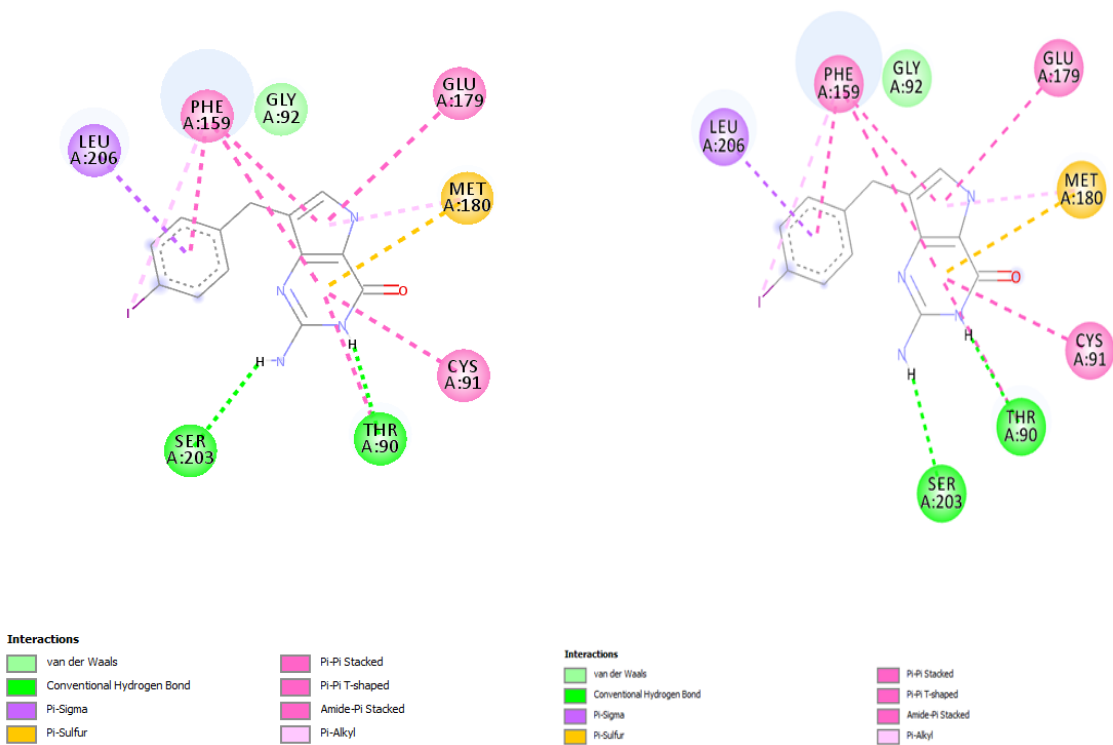 PHE
A:159
GLY
A:92
GLU
A:179
LEU
A:206
MET
A:180
N
N
O
I
N
H
H
N
CYS
A:91
SER
A:203
THR
A:90
Interactions
van der Waals
Conventional Hydrogen Bond
Pi-Sigma
Pi-Sulfur
Pi-Pi Stacked
Pi-Pi T-shaped
Amide-Pi Stacked
Pi-Alkyl
PHE
A:159
GLY
A:92
GLU
A:179
LEU
A:206
MET
A:180
N
N
O
I
N
H
N
H
CYS
A:91
THR
A:90
SER
A:203
Interactions
van der Waals
Conventional Hydrogen Bond
Pi-Sigma
Pi-Sulfur
Pi-Pi Stacked
Pi-Pi T-shaped
Amide-Pi Stacked
Pi-Alkyl